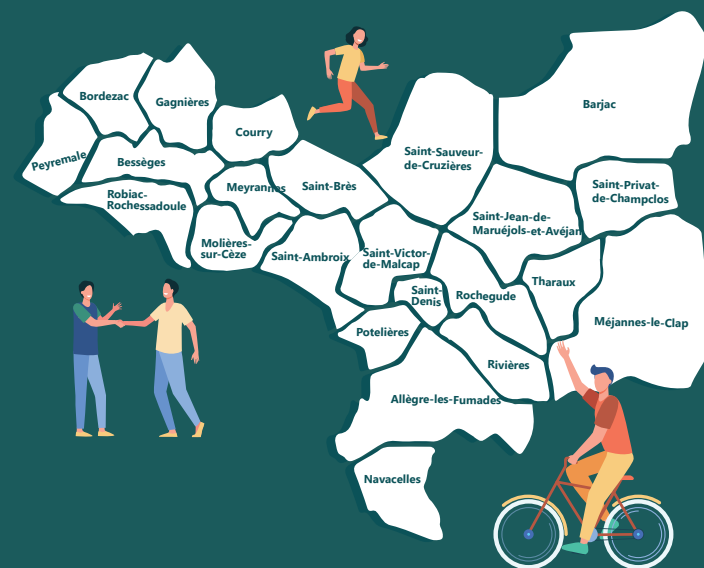 Bordezac
Gagnières
Barjac
Courry
Peyremale
Bessèges
Saint-Sauveur-
de-Cruzières
Meyrannes
Saint-Brès
Saint-Privat-
de-Champclos
Robiac-
Rochessadoule
Saint-Jean-de-
Maruéjols-et-Avéjan
Molières-
sur-Cèze
Saint-Ambroix
Saint-Victor-
de-Malcap
Tharaux
Saint-
Denis
Rochegude
Méjannes-le-Clap
Potelières
Rivières
Allègre-les-Fumades
Navacelles